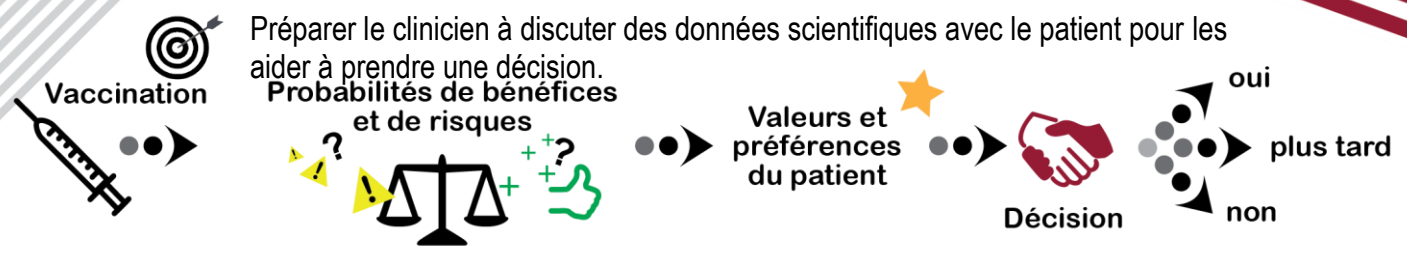 Préparer le clinicien à discuter des données scientifiques avec le patient pour les
aider à prendre une décision.
Vaccination
Probabilités de bénéfices
et de risques
?
!
!
!
+
+
+
+
+
?
Valeurs et
préférences
du patient
Décision
oui
plus tard
non